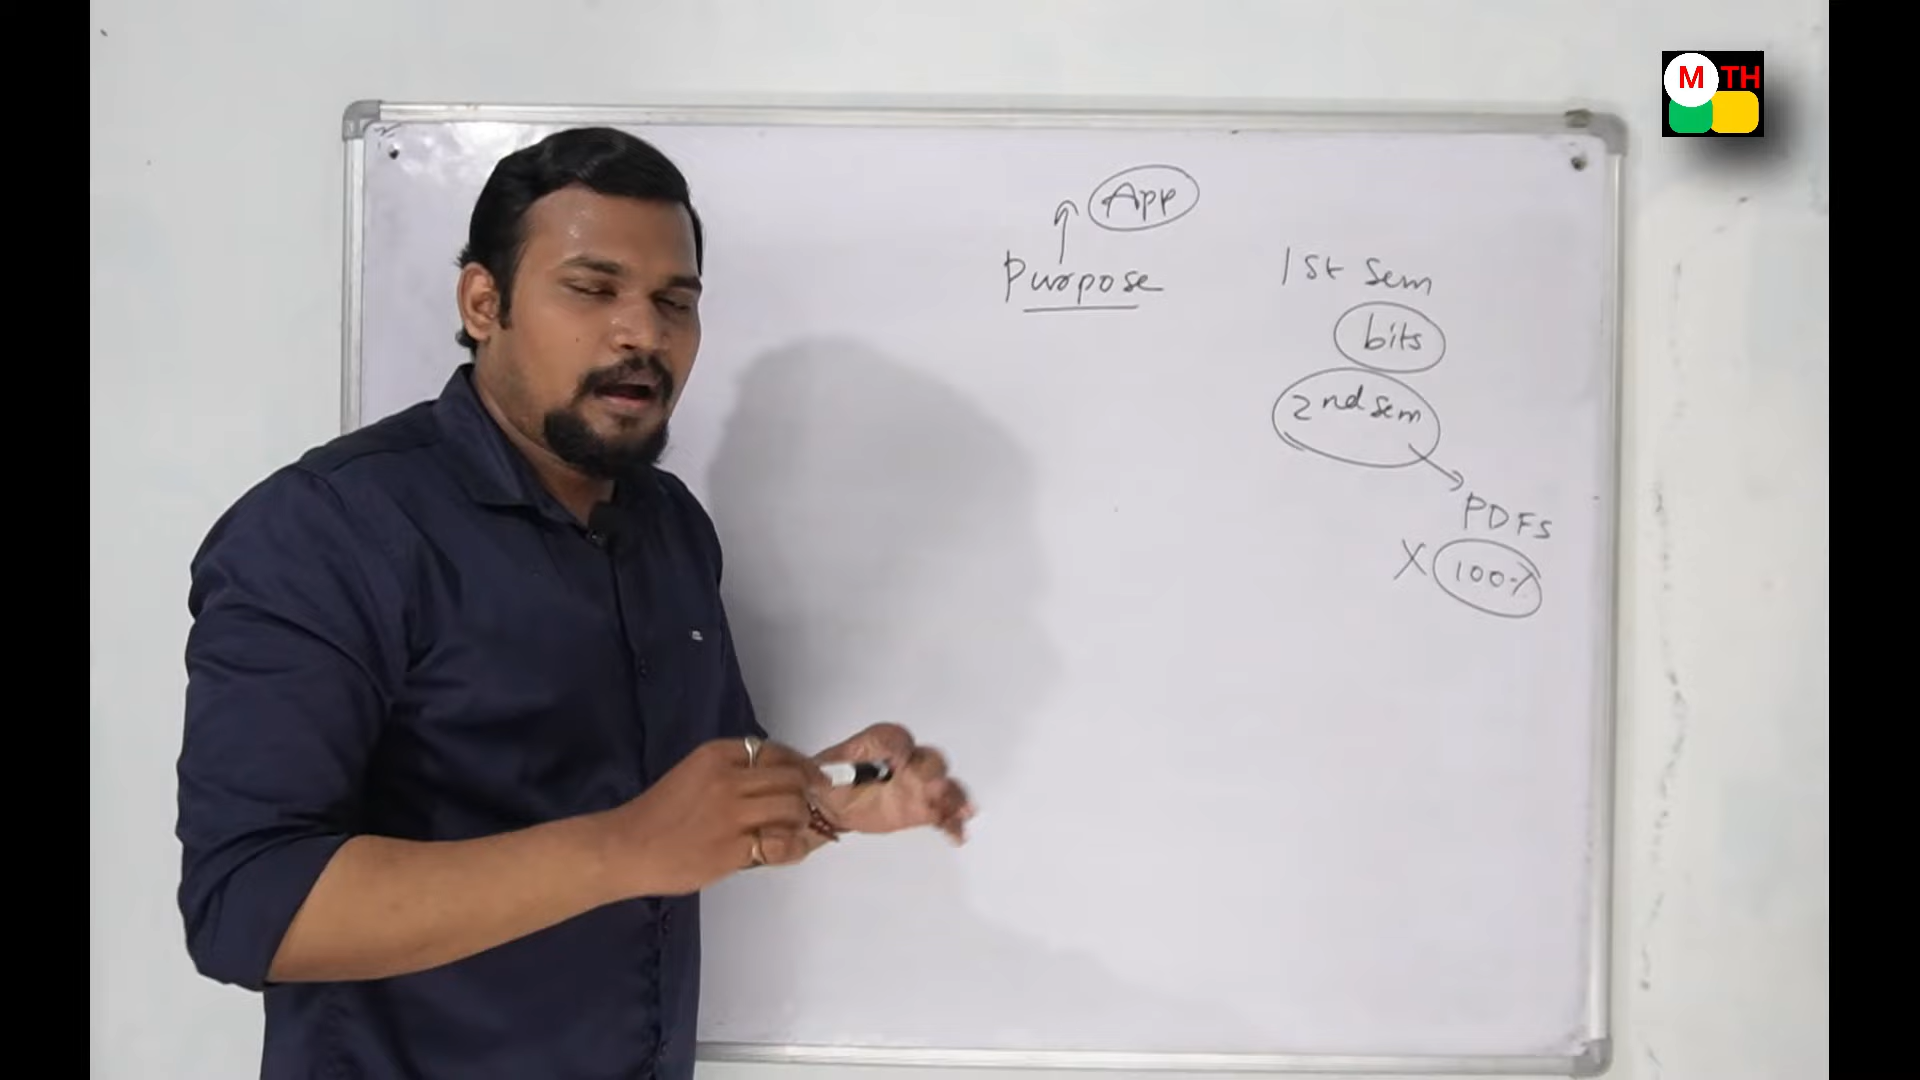 M TH
App
Purpose
1st Sem
bits
2nd Sem
PDFs
X 100%